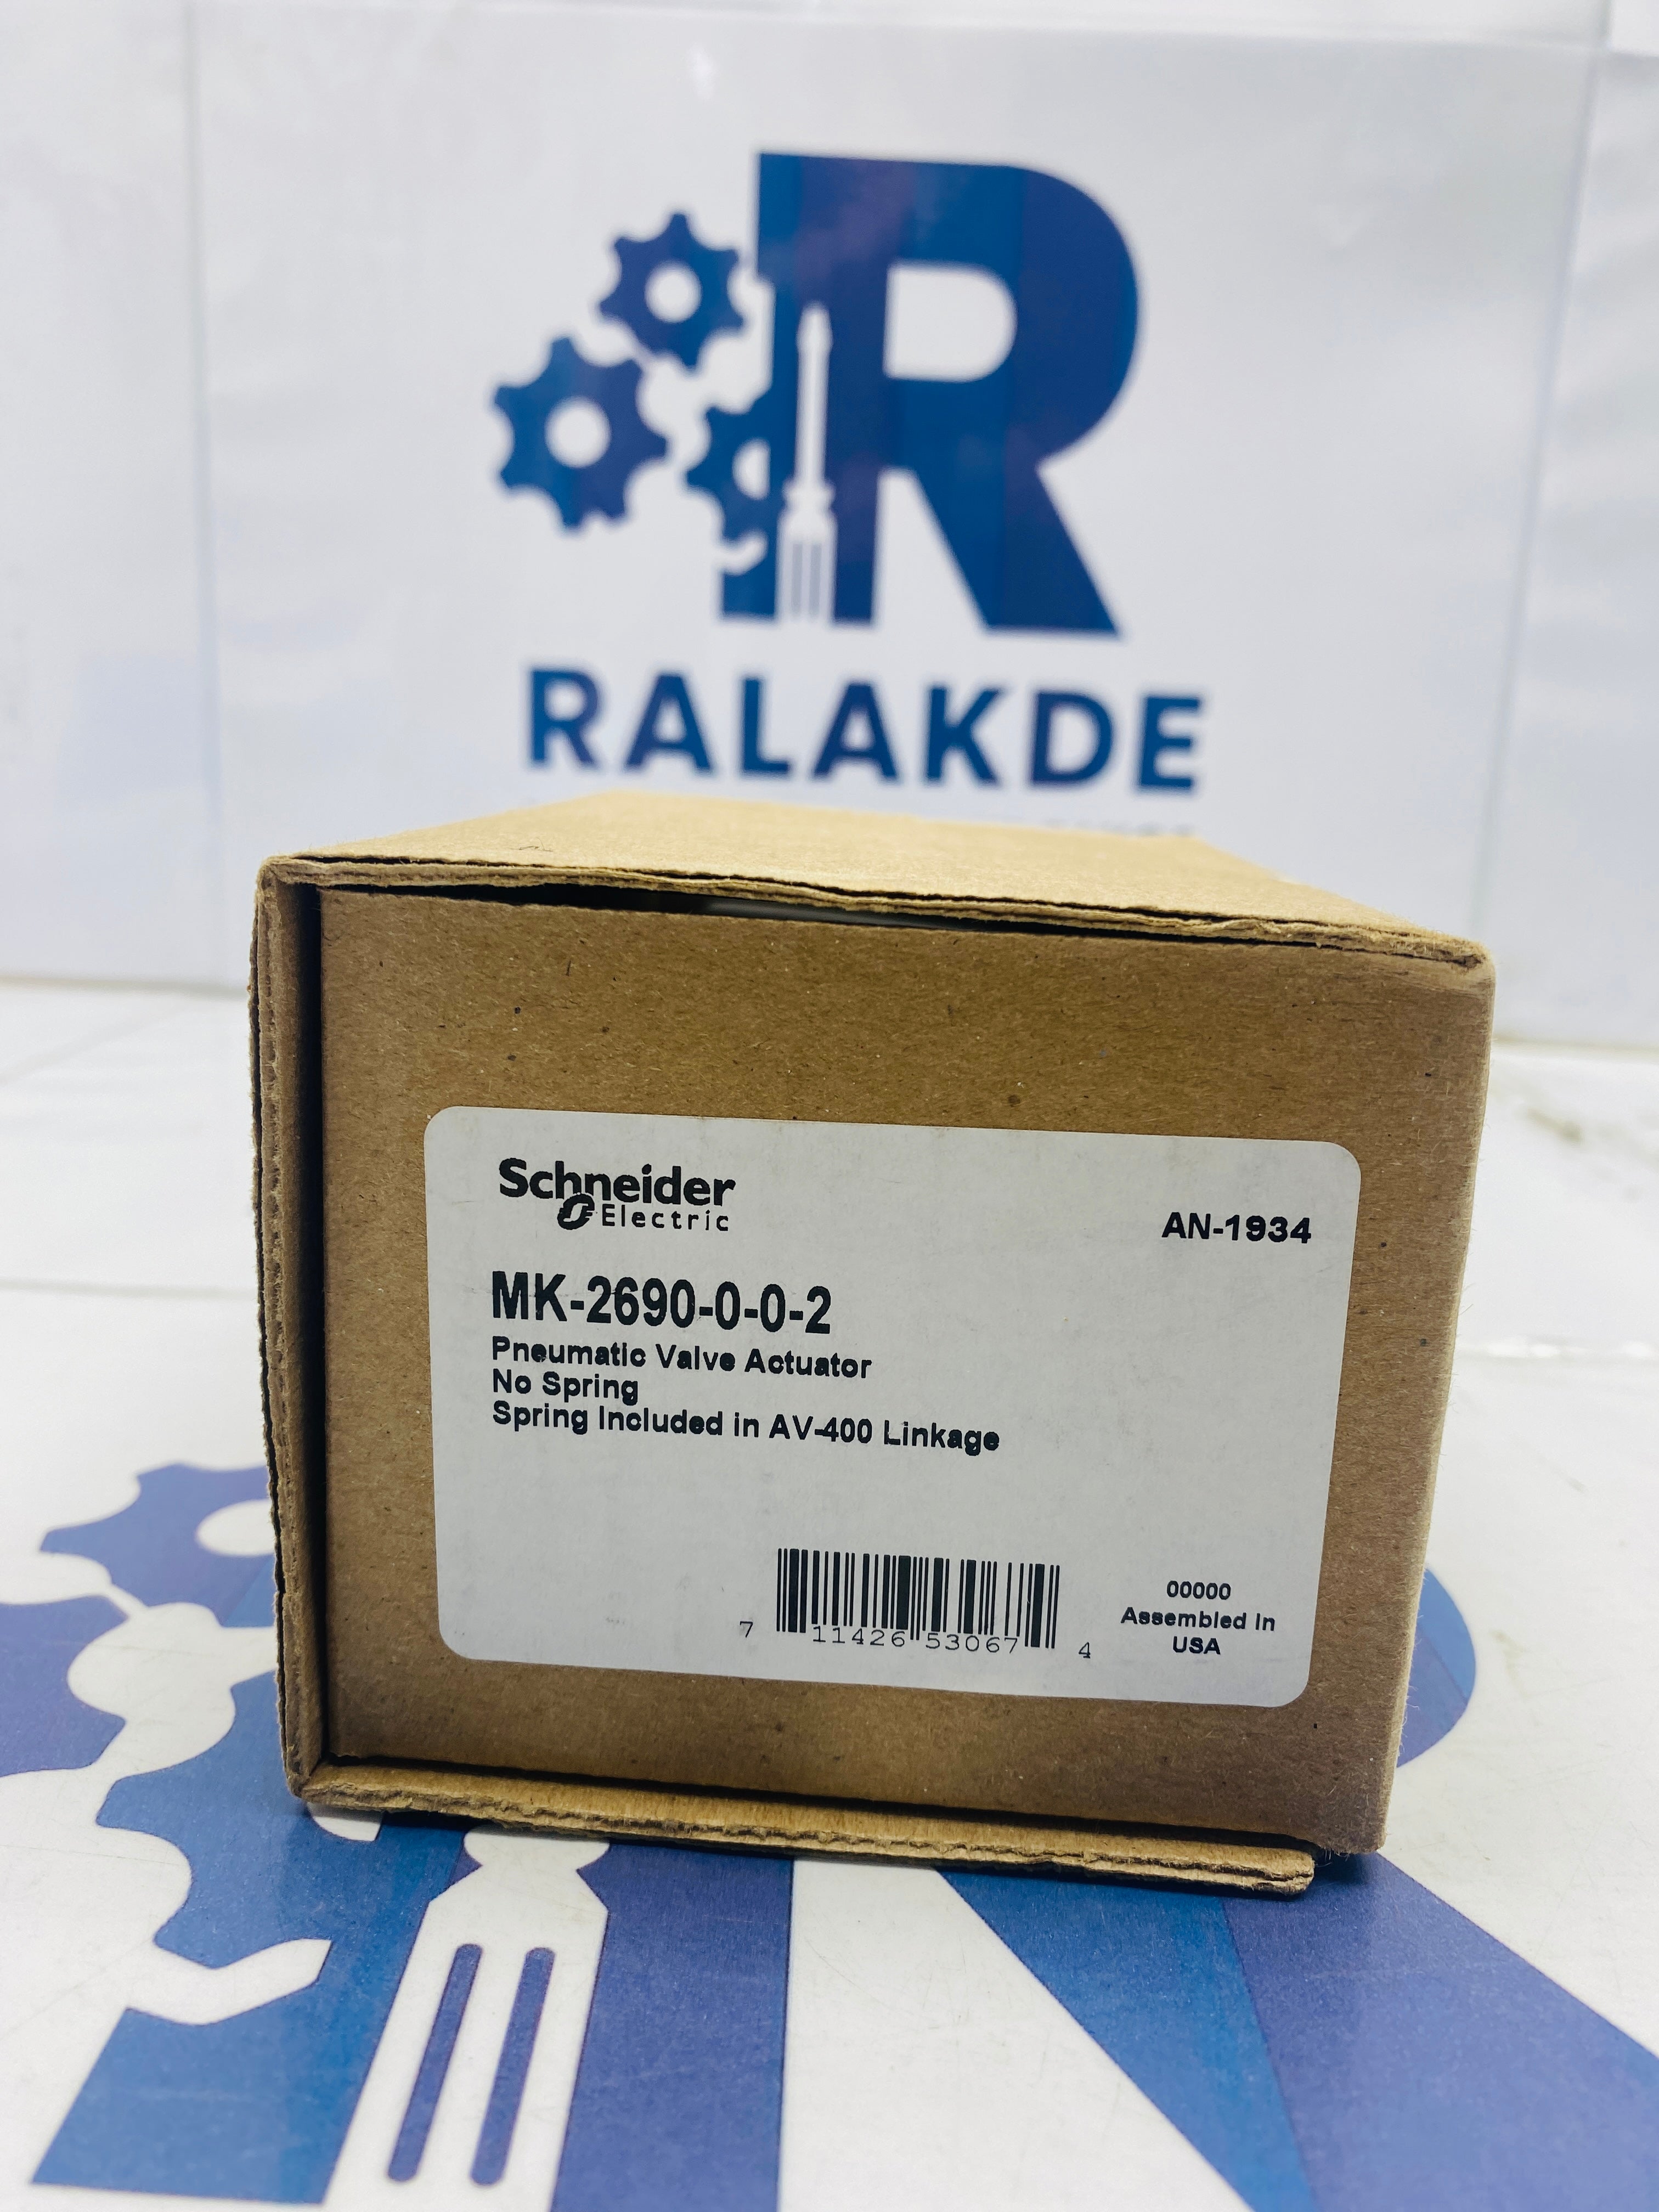 RALAKDE
Schneider
Electric
AN-1934
MK-2690-0-0-2
Pneumatic Valve Actuator
No Spring
Spring Included in AV-400 Linkage
7 11426 53067 4
00000
Assembled in
USA